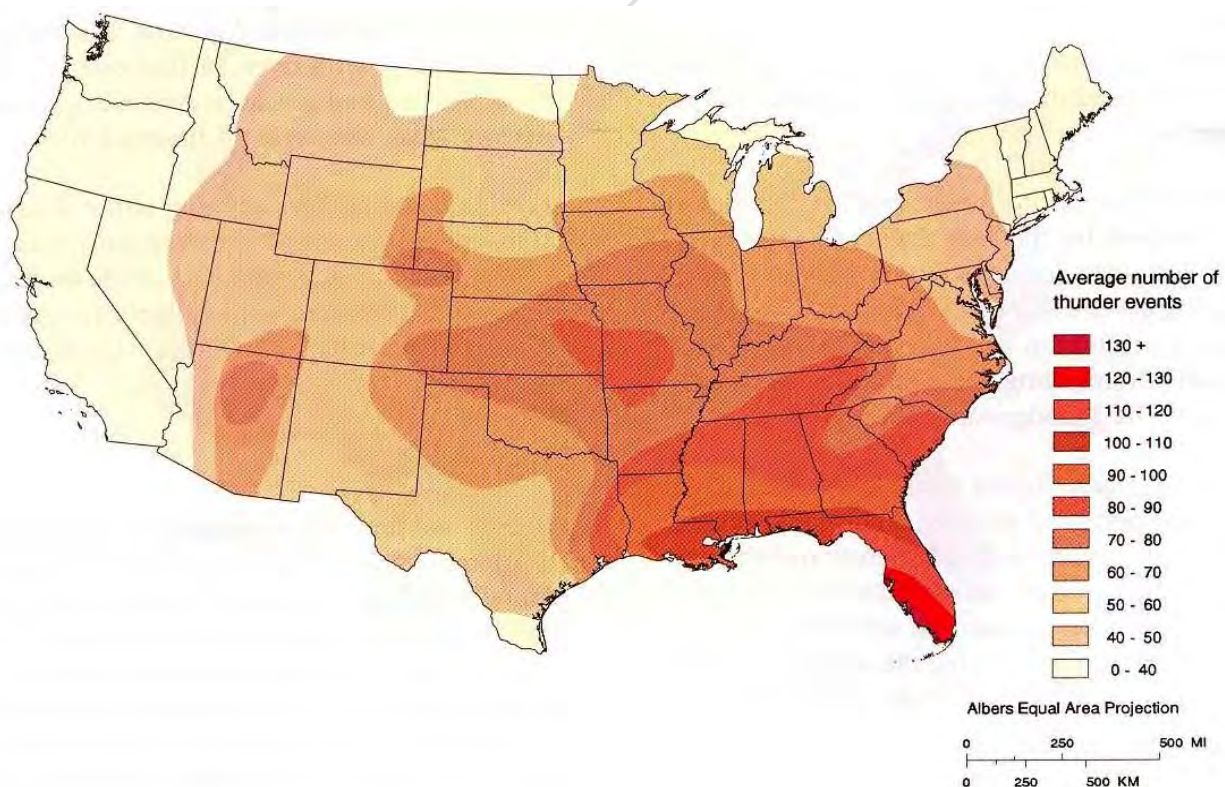 Average number of
thunder events
130 +
120 - 130
110 - 120
100 - 110
90 - 100
80 - 90
70 - 80
60 - 70
50 - 60
40 - 50
0 - 40
Albers Equal Area Projection
0 250 500 MI
0 250 500 KM